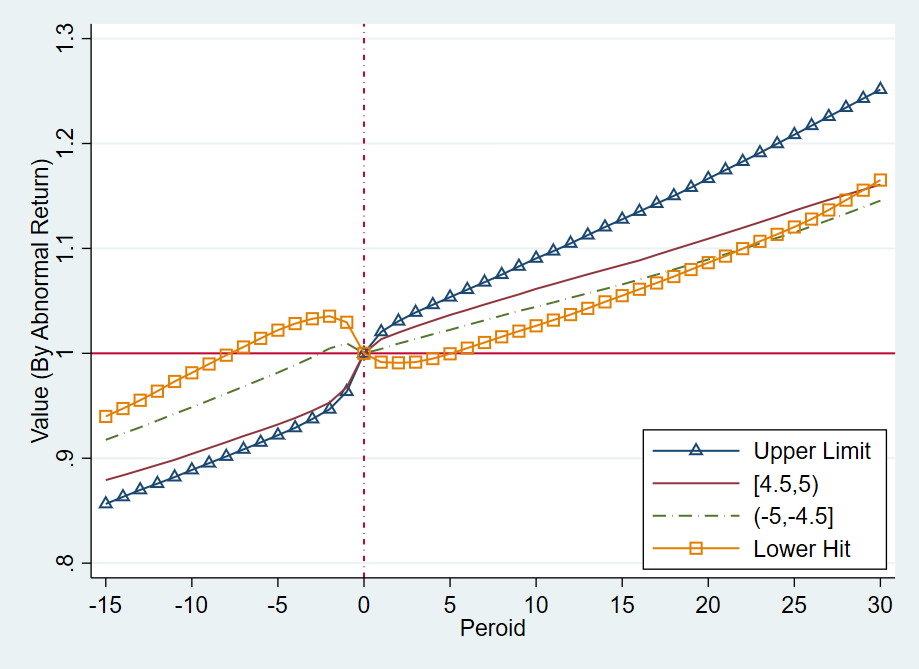 Value (By Abnormal Return)
1.3
1.2
1.1
1
.9
.8
-15 -10 -5 0 5 10 15 20 25 30
Peroid
Upper Limit
[4.5,5)
(-5,-4.5]
Lower Hit